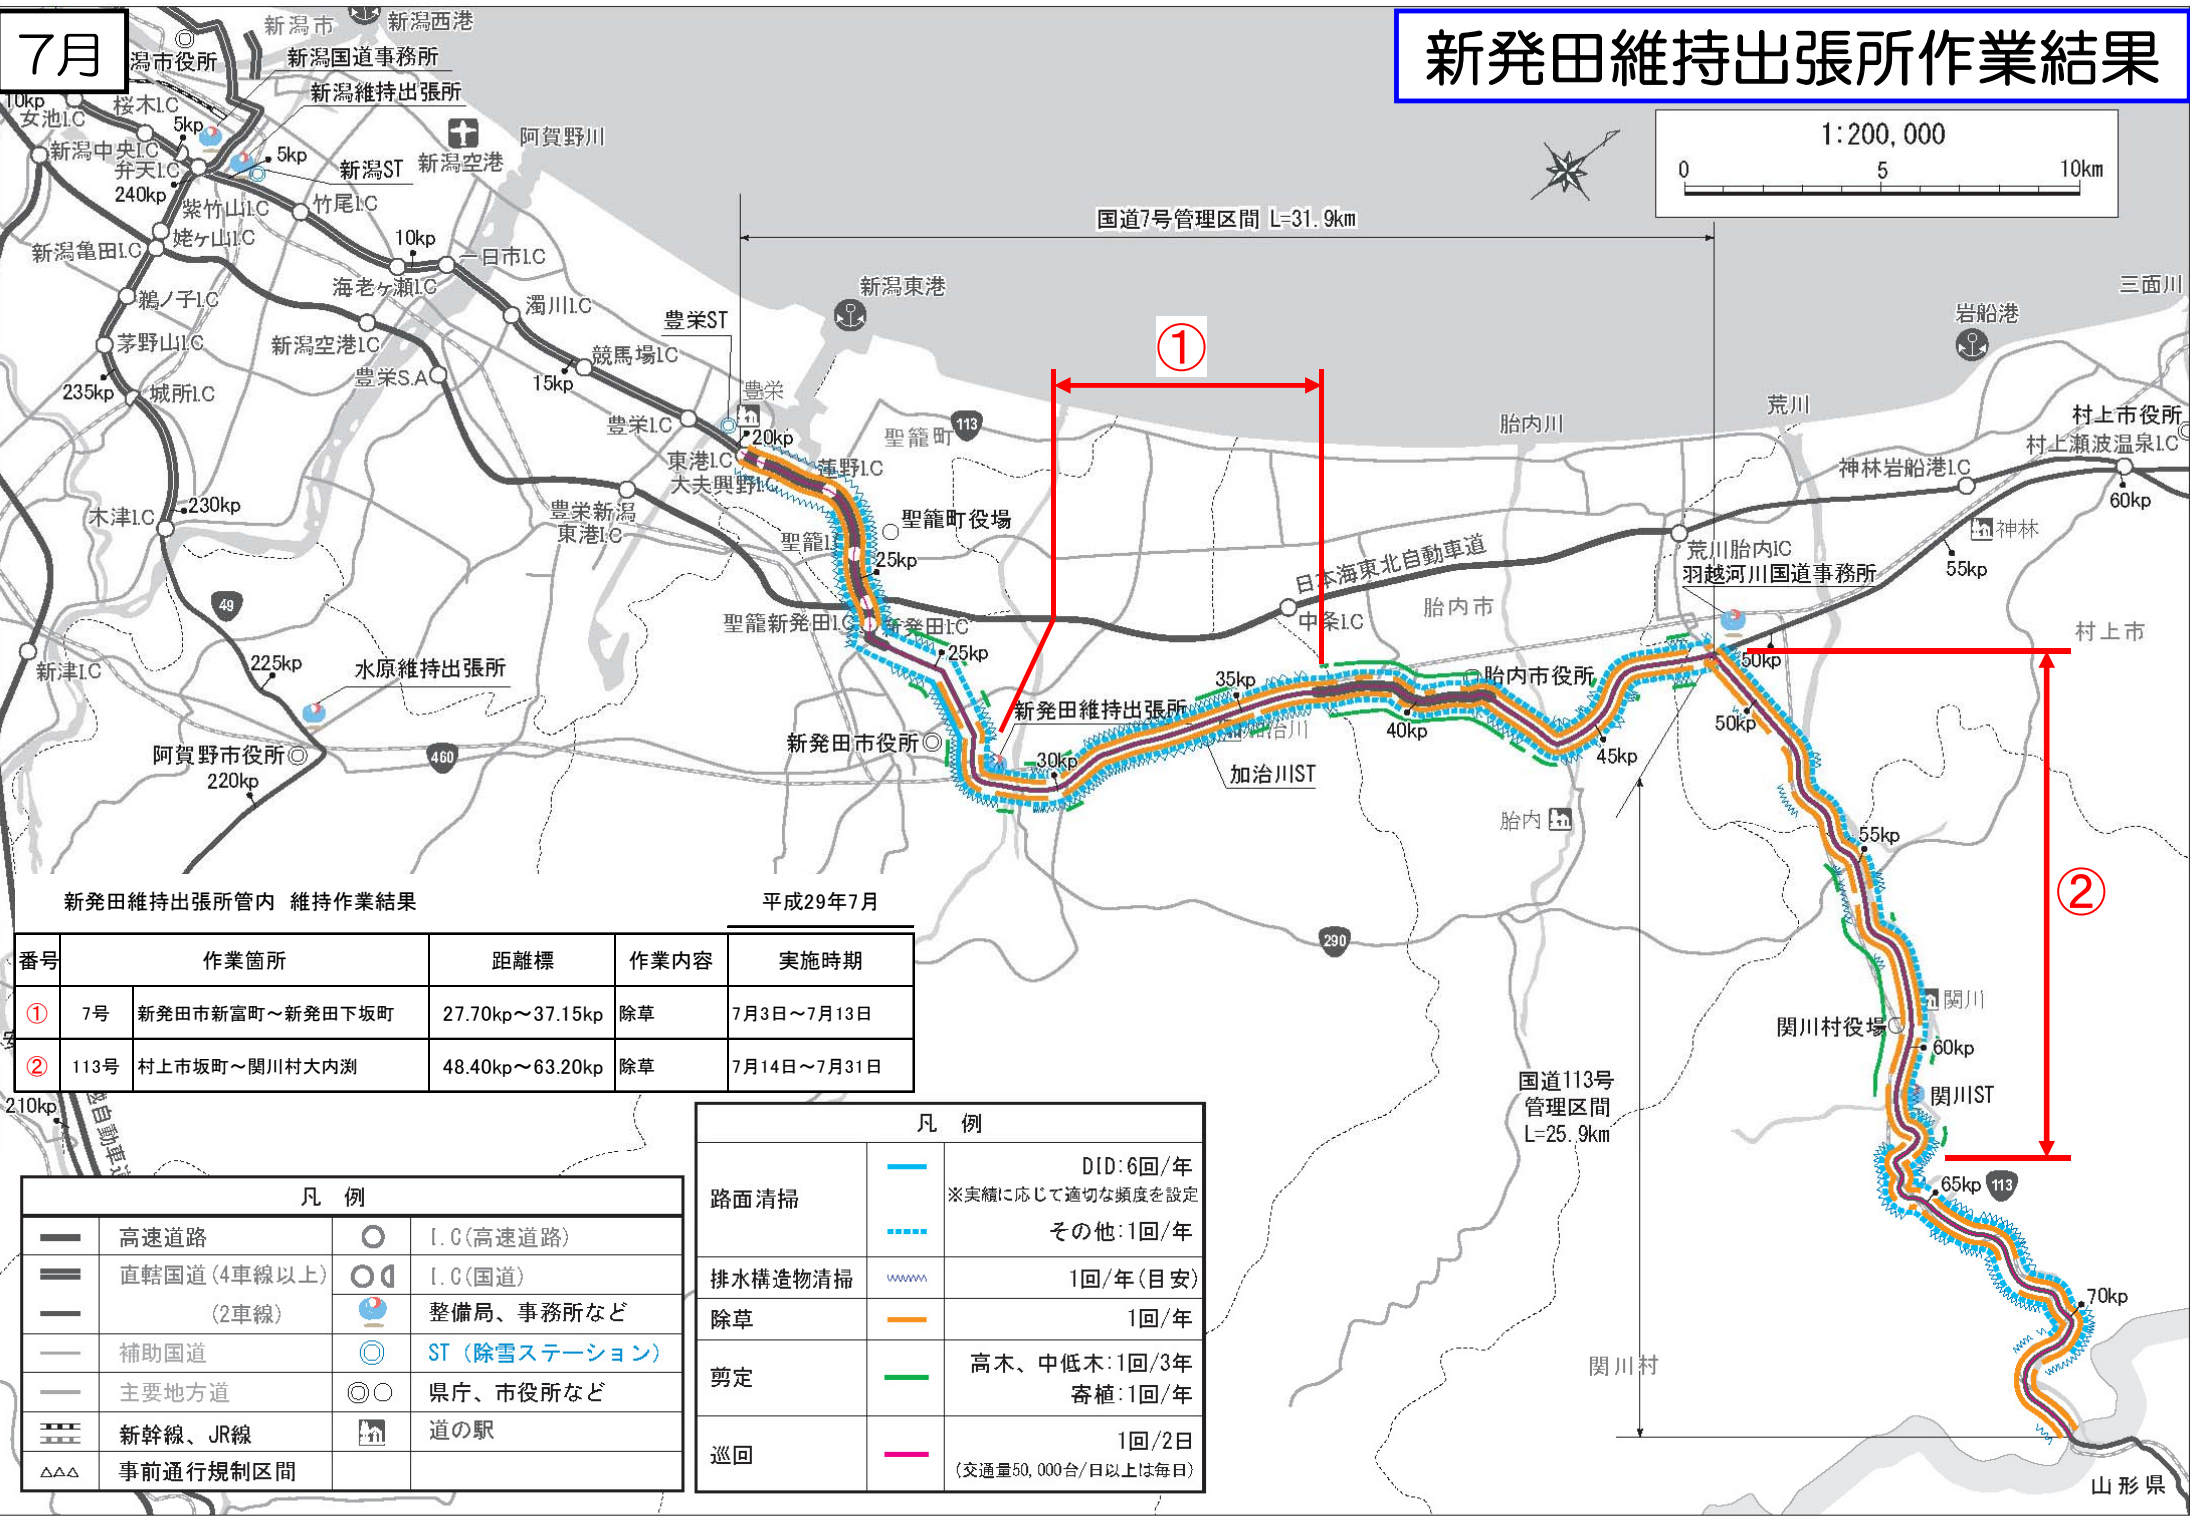 7月
新発田維持出張所作業結果
1:200,000
0 5 10km
新潟市
新潟西港
潟市役所
新潟国道事務所
新潟維持出張所
10kp
桜木I.C
女池I.C
5kp
新潟中央I.C
弁天I.C
240kp
5kp
新潟ST
新潟空港
阿賀野川
紫竹山I.C
竹尾I.C
姥ヶ山I.C
新潟亀田I.C
10kp
一日市I.C
海老ヶ瀬I.C
鵜ノ子I.C
濁川I.C
茅野山I.C
新潟空港I.C
競馬場I.C
豊栄S.A
15kp
235kp
城所I.C
豊栄ST
新潟東港
国道7号管理区間 L=31.9km
①
豊栄
豊栄I.C
20kp
東港I.C
大夫興野I.C
蓮野I.C
聖籠町
113
胎内川
荒川
岩船港
三面川
村上市役所
村上瀬波温泉I.C
神林岩船港I.C
60kp
木津I.C
230kp
豊栄新潟
東港I.C
聖籠町役場
聖籠I
25kp
日本海東北自動車道
荒川胎内IC
羽越河川国道事務所
神林
55kp
49
聖籠新発田I.C
新発田I.C
中条I.C
胎内市
村上市
新津I.C
225kp
水原維持出張所
25kp
50kp
35kp
胎内市役所
新発田維持出張所
50kp
新発田市役所
40kp
45kp
加治川
阿賀野市役所
220kp
460
30kp
加治川ST
胎内
55kp
②
290
関川
関川村役場
60kp
関川ST
国道113号
管理区間
L=25.9km
65kp
113
70kp
関川村
山形県
210kp
越自動車道
新発田維持出張所管内 維持作業結果 平成29年7月
番号 作業箇所 距離標 作業内容 実施時期
① 7号 新発田市新富町～新発田下坂町 27.70kp～37.15kp 除草 7月3日～7月13日
② 113号 村上市坂町～関川村大内渕 48.40kp～63.20kp 除草 7月14日～7月31日
凡 例
高速道路 I.C(高速道路)
直轄国道(4車線以上) I.C(国道)
(2車線) 整備局、事務所など
補助国道 ST（除雪ステーション）
主要地方道 県庁、市役所など
新幹線、JR線 道の駅
事前通行規制区間
凡 例
路面清掃 DID:6回/年
※実績に応じて適切な頻度を設定
その他:1回/年
排水構造物清掃 1回/年(目安)
除草 1回/年
剪定 高木、中低木:1回/3年
寄植:1回/年
巡回 1回/2日
(交通量50,000台/日以上は毎日)